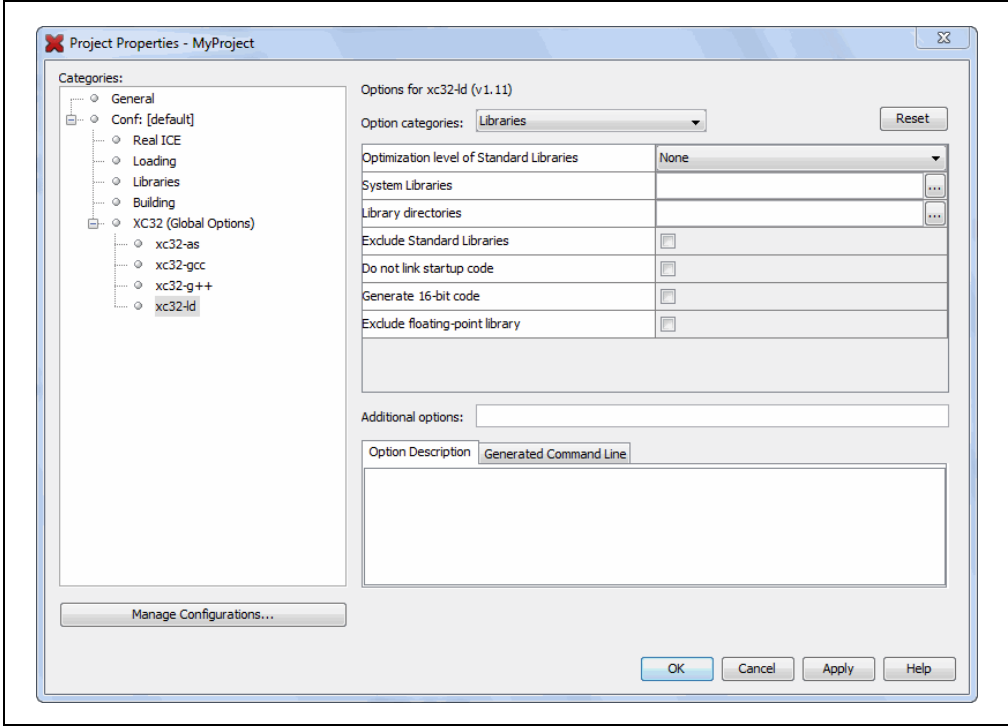 Project Properties - MyProject
Categories:
General
Conf: [default]
Real ICE
Loading
Libraries
Building
XC32 (Global Options)
xc32-as
xc32-gcc
xc32-g++
xc32-ld
Manage Configurations...
Options for xc32-ld (v1.11)
Option categories: Libraries Reset
Optimization level of Standard Libraries None
System Libraries ...
Library directories ...
Exclude Standard Libraries
Do not link startup code
Generate 16-bit code
Exclude floating-point library
Additional options:
Option Description Generated Command Line
OK Cancel Apply Help